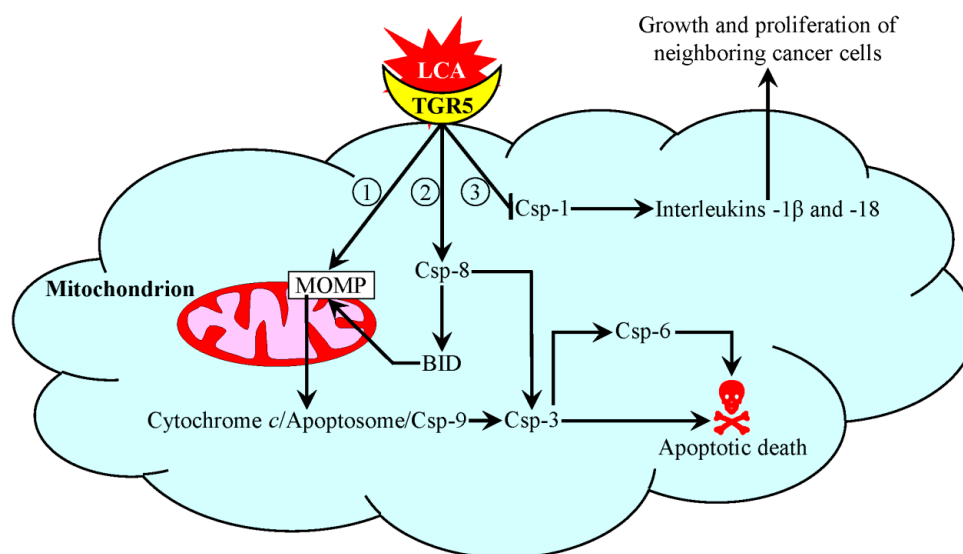 Growth and proliferation of
neighboring cancer cells
LCA
TGR5
1
2
3
Csp-1
Interleukins -1β and -18
Csp-8
Mitochondrion
MOMP
Csp-6
BID
Cytochrome c/Apoptosome/Csp-9
Csp-3
Apoptotic death